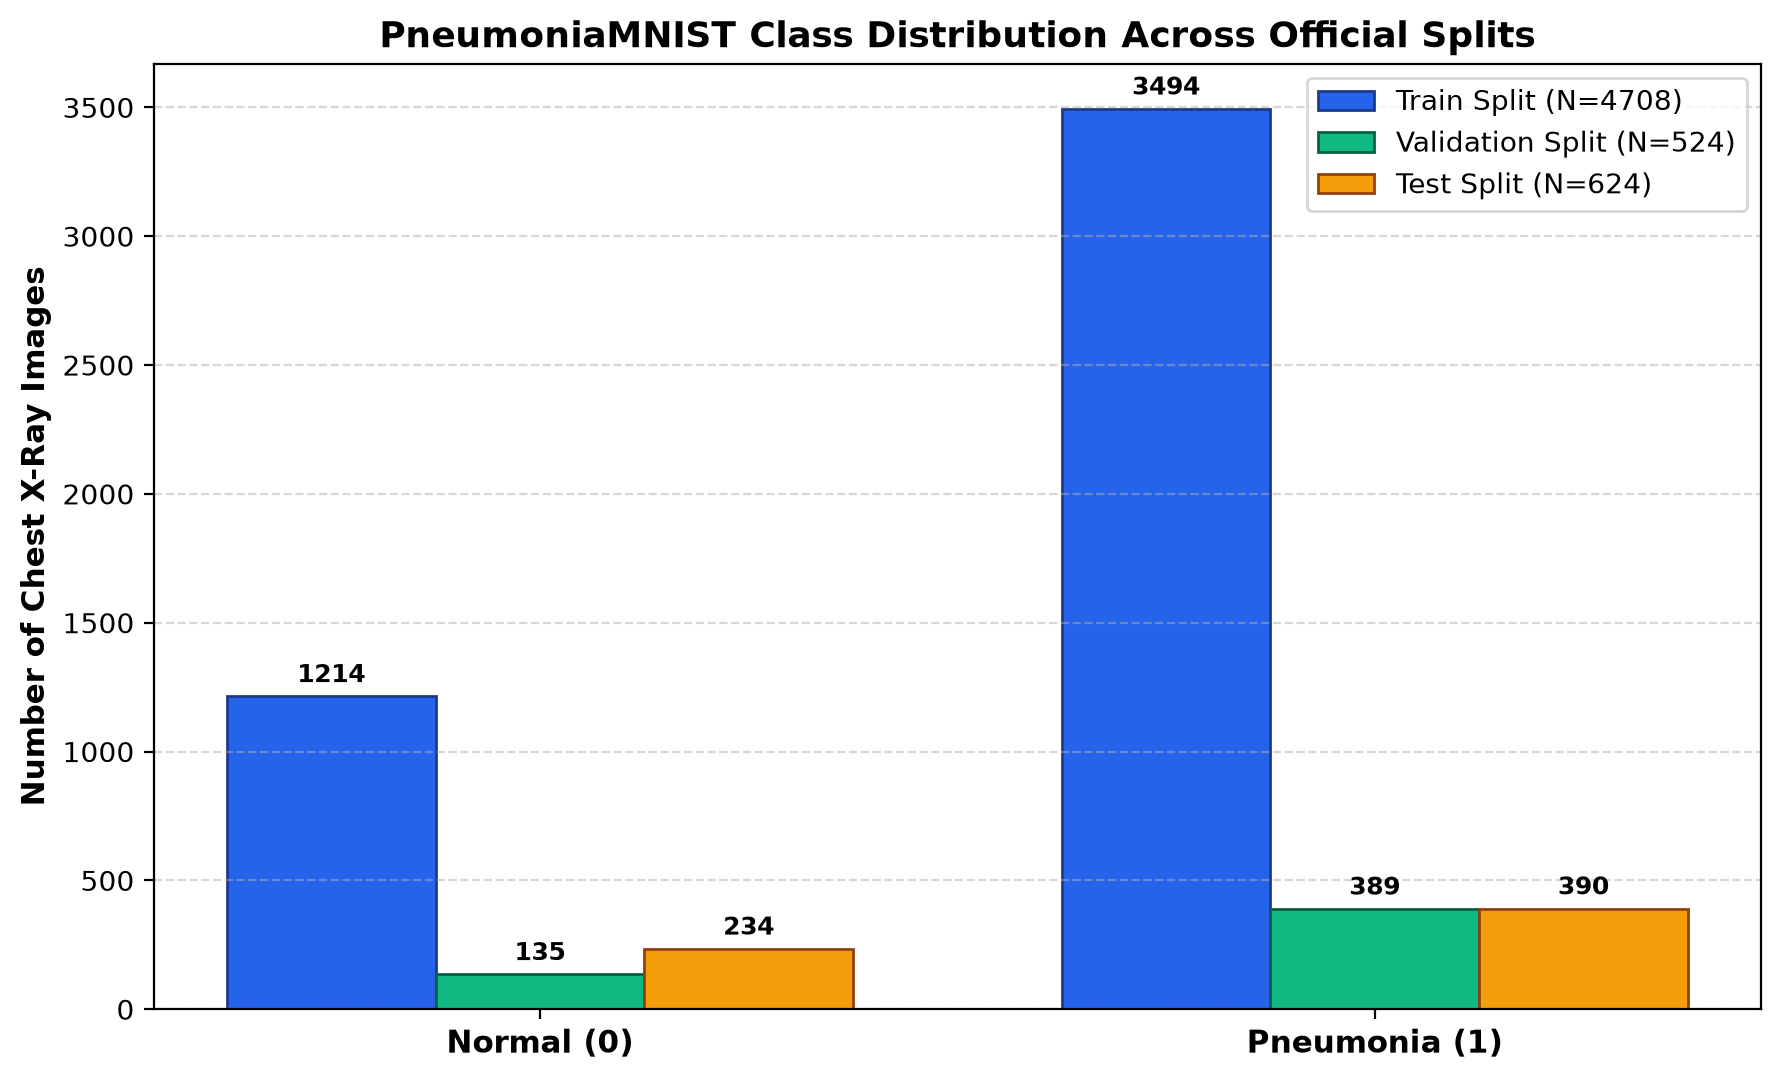 PneumoniaMNIST Class Distribution Across Official Splits
Number of Chest X-Ray Images
3500
3000
2500
2000
1500
1000
500
0
1214
135
234
3494
389
390
Normal (0)
Pneumonia (1)
Train Split (N=4708)
Validation Split (N=524)
Test Split (N=624)